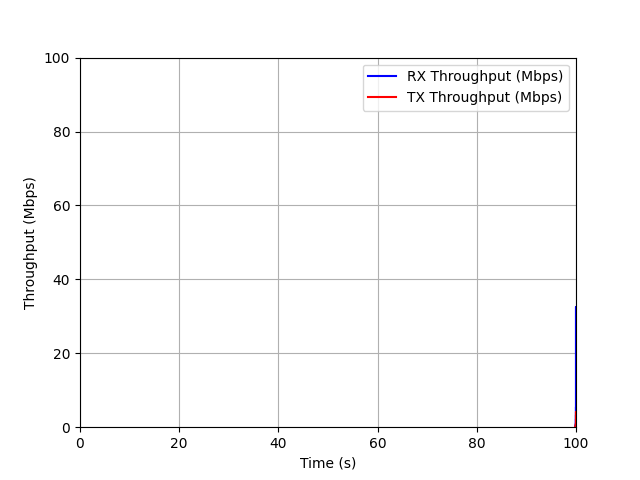 100
80
60
40
20
0
Throughput (Mbps)
RX Throughput (Mbps)
TX Throughput (Mbps)
0 20 40 60 80 100
Time (s)